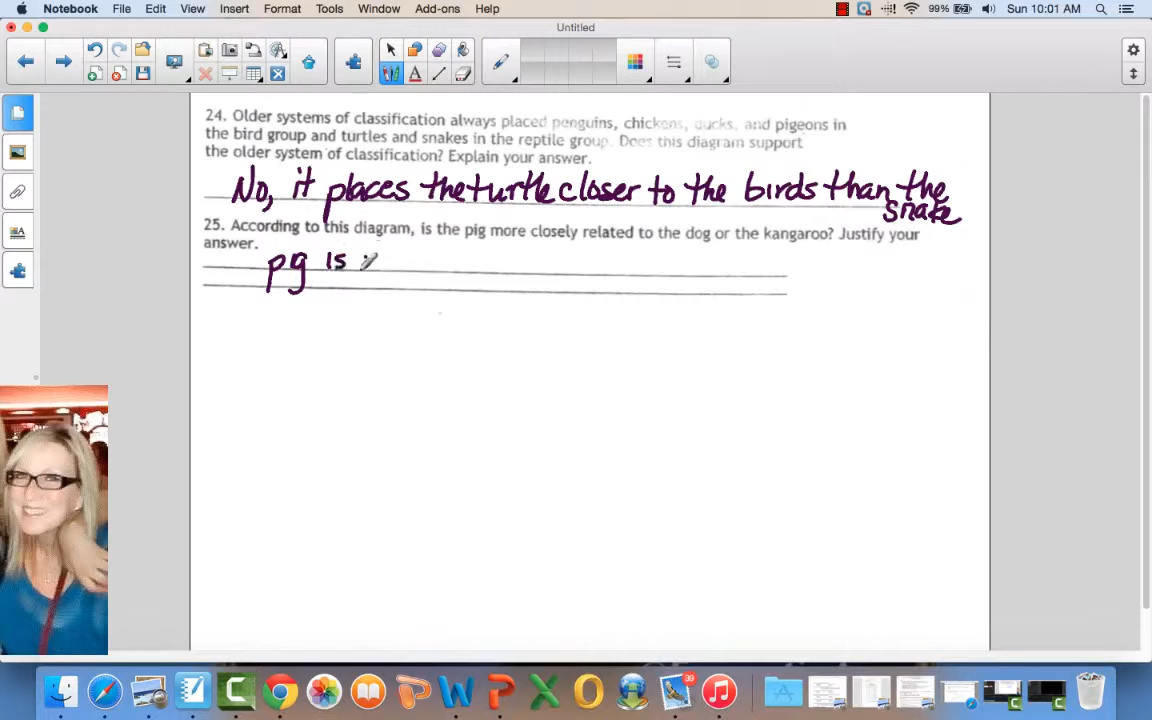 Notebook File Edit View Insert Format Tools Window Add-ons Help 99% Sun 10:01 AM
Untitled
24. Older systems of classification always placed penguins, chickens, ducks, and pigeons in
the bird group and turtles and snakes in the reptile group. Does this diagram support
the older system of classification? Explain your answer.
No, it places the turtle closer to the birds than the
snake
25. According to this diagram, is the pig more closely related to the dog or the kangaroo? Justify your
answer.
pg is
39